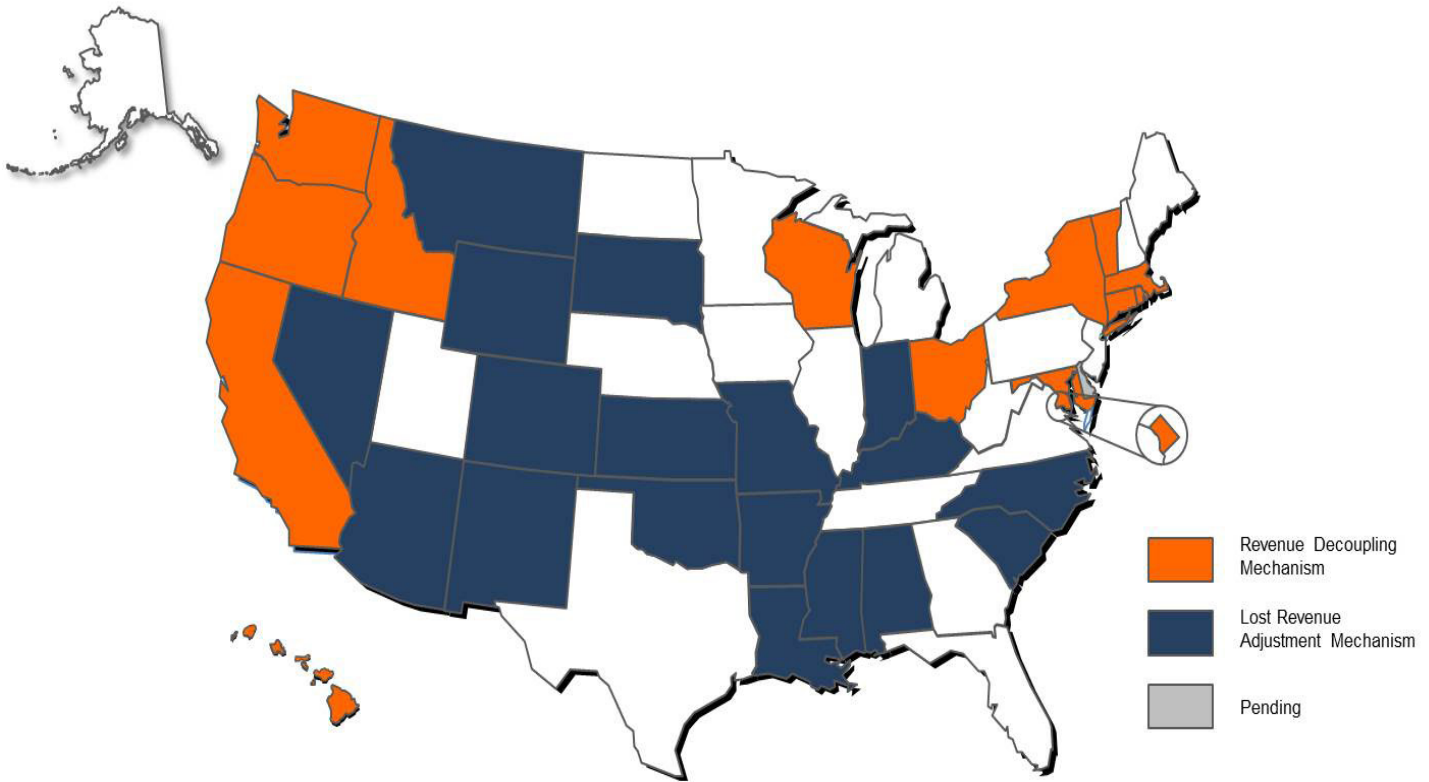 Revenue Decoupling
Mechanism
Lost Revenue
Adjustment Mechanism
Pending